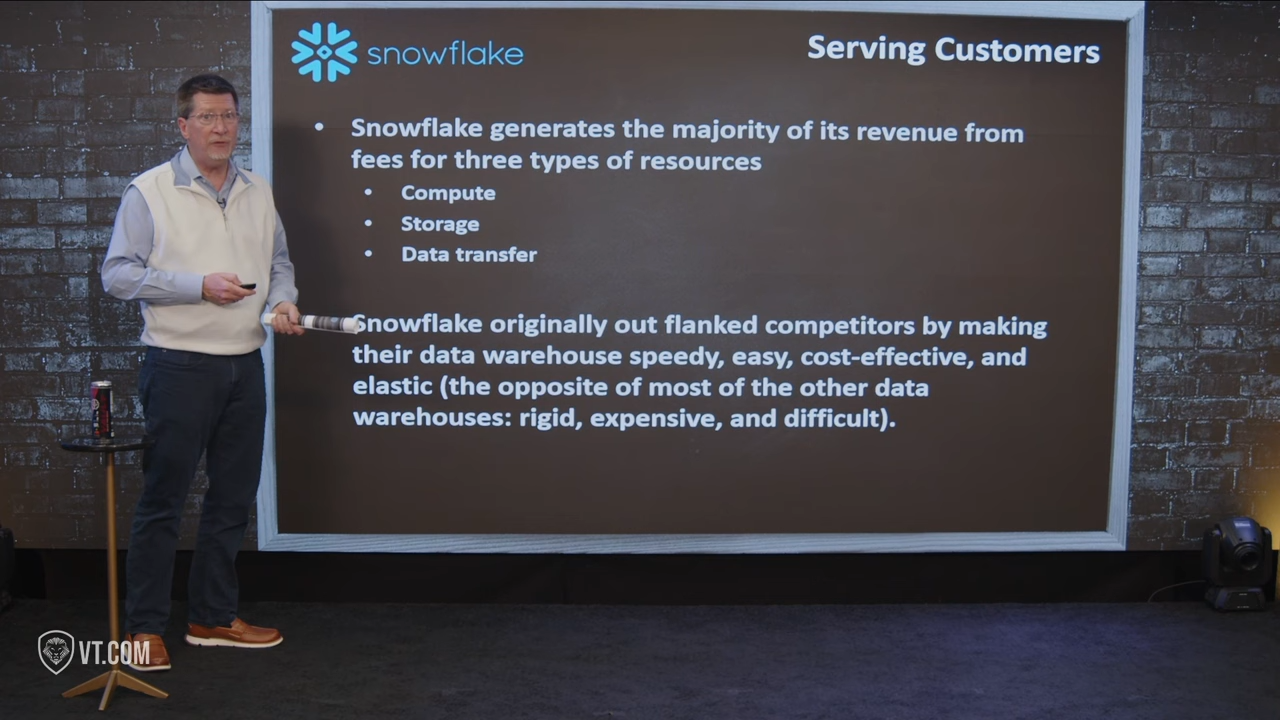 snowflake
Serving Customers
• Snowflake generates the majority of its revenue from
fees for three types of resources
• Compute
• Storage
• Data transfer
Snowflake originally out flanked competitors by making
their data warehouse speedy, easy, cost-effective, and
elastic (the opposite of most of the other data
warehouses: rigid, expensive, and difficult).
VT.COM